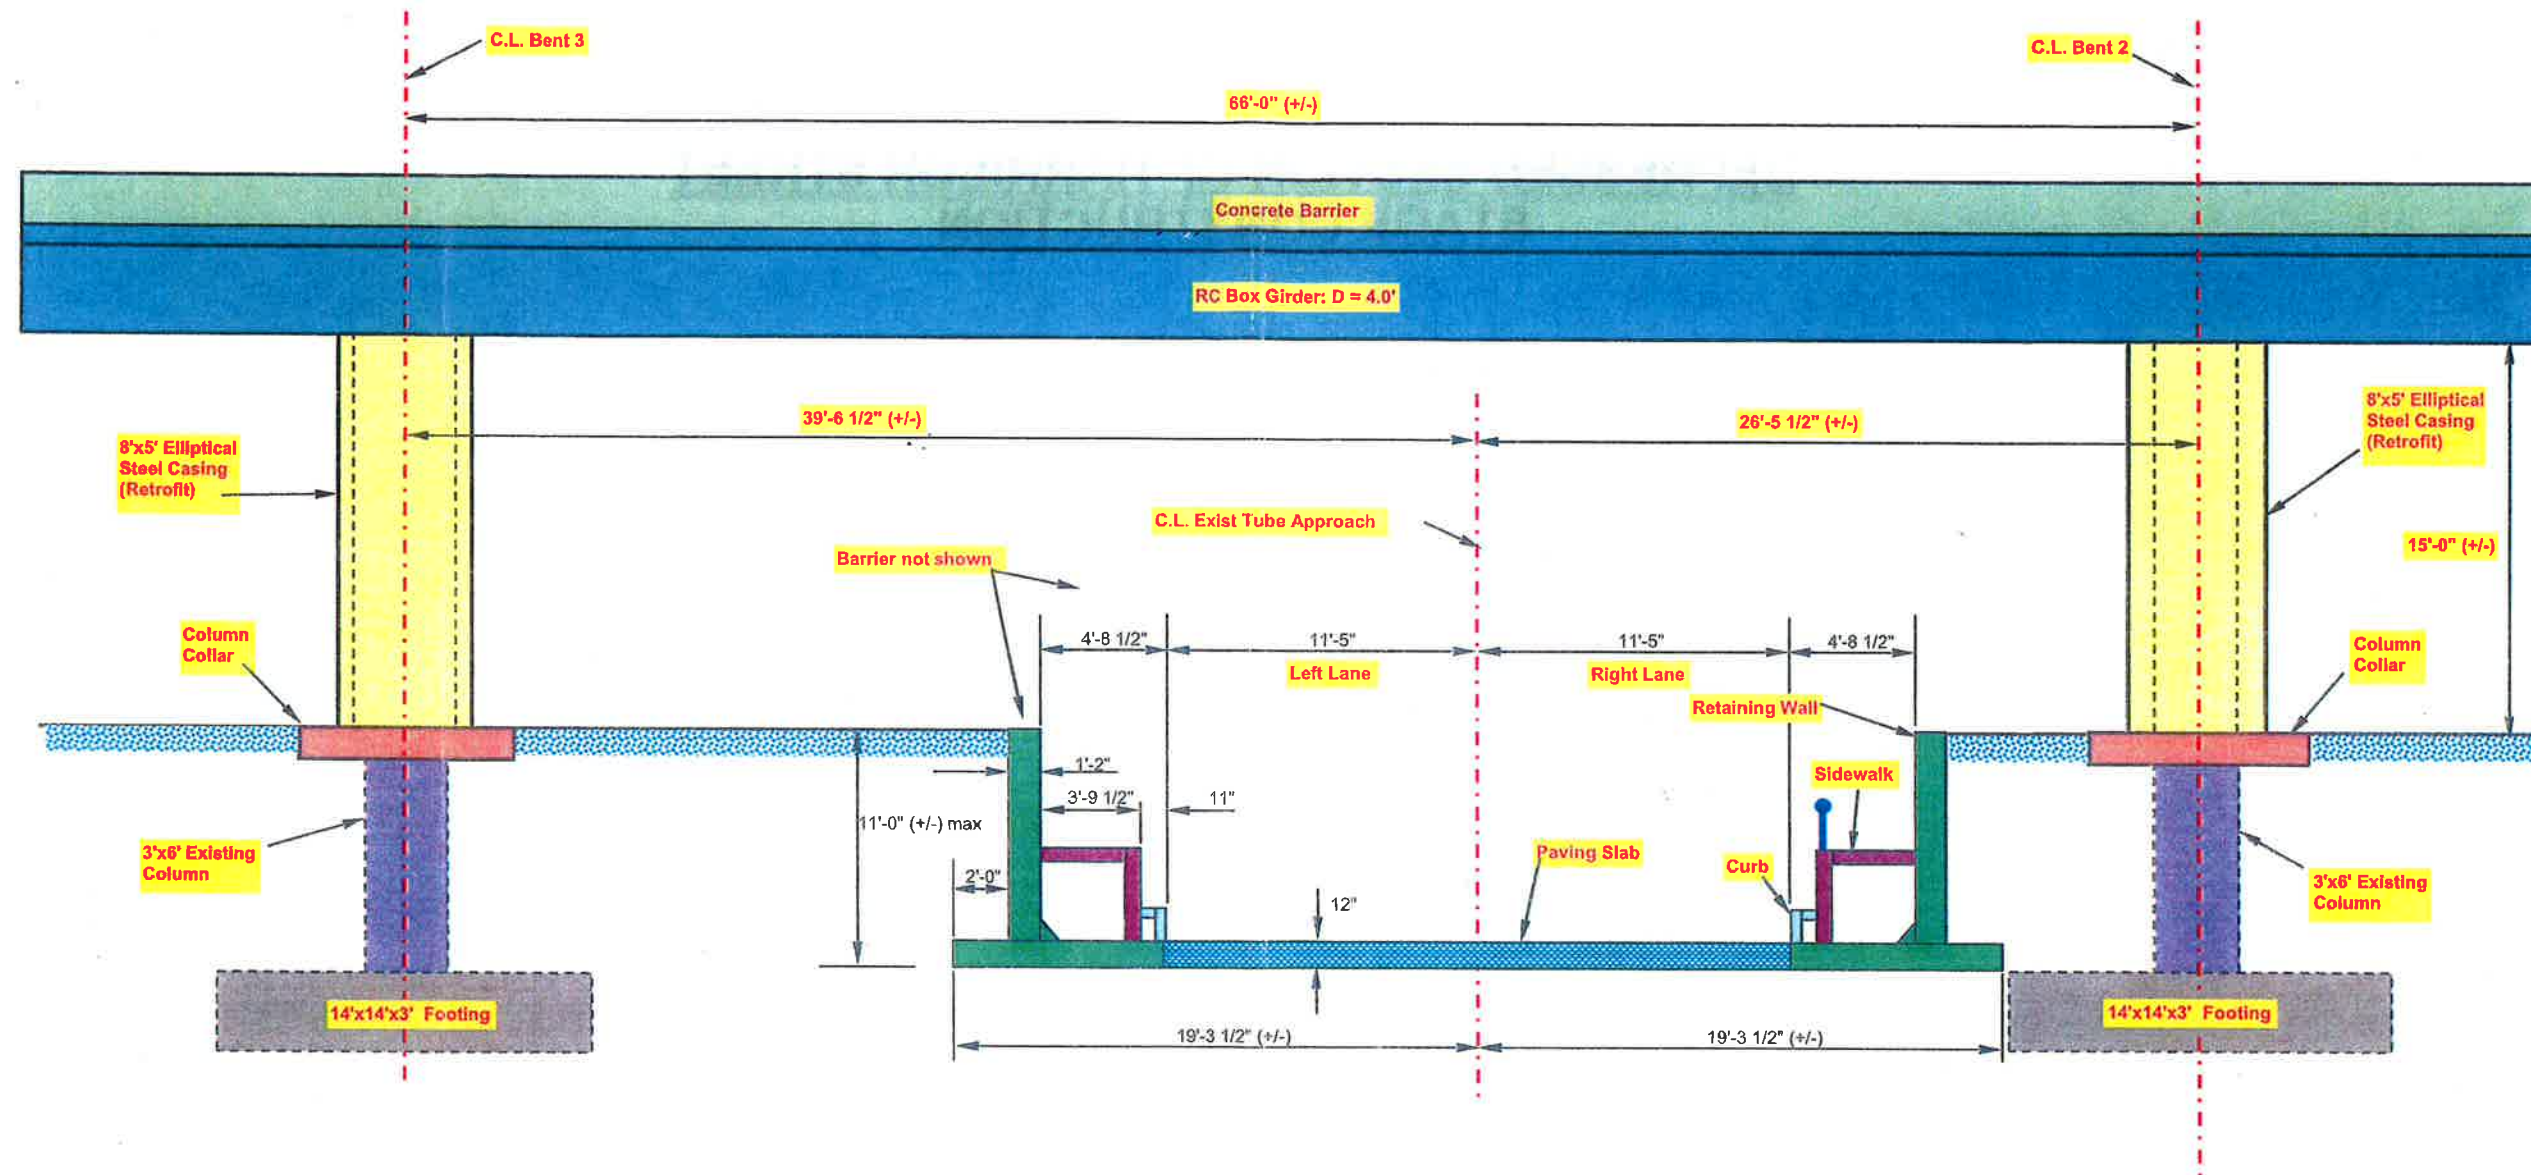 C.L. Bent 3
C.L. Bent 2
66'-0" (+/-)
Concrete Barrier
RC Box Girder: D = 4.0'
39'-6 1/2" (+/-)
26'-5 1/2" (+/-)
8'x5' Elliptical
Steel Casing
(Retrofit)
8'x5' Elliptical
Steel Casing
(Retrofit)
C.L. Exist Tube Approach
15'-0" (+/-)
Barrier not shown
Column
Collar
4'-8 1/2"
11'-5"
11'-5"
4'-8 1/2"
Column
Collar
Left Lane
Right Lane
Retaining Wall
1'-2"
Sidewalk
3'-9 1/2"
11"
11'-0" (+/-) max
3'x6' Existing
Column
Paving Slab
Curb
2'-0"
12"
3'x6' Existing
Column
14'x14'x3' Footing
14'x14'x3' Footing
19'-3 1/2" (+/-)
19'-3 1/2" (+/-)